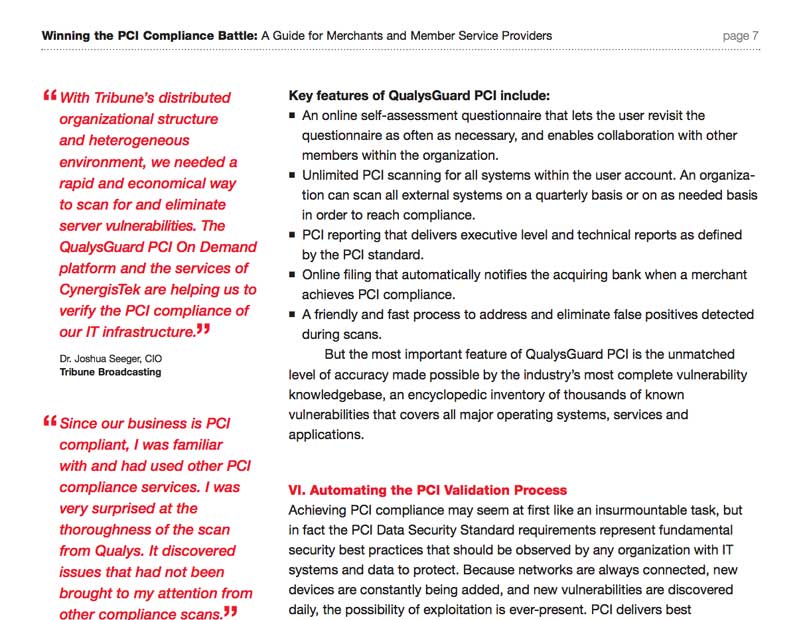 Winning the PCI Compliance Battle: A Guide for Merchants and Member Service Providers
page 7
“With Tribune’s distributed
organizational structure
and heterogeneous
environment, we needed a
rapid and economical way
to scan for and eliminate
server vulnerabilities. The
QualysGuard PCI On Demand
platform and the services of
CynergisTek are helping us to
verify the PCI compliance of
our IT infrastructure.”
Dr. Joshua Seeger, CIO
Tribune Broadcasting
“Since our business is PCI
compliant, I was familiar
with and had used other PCI
compliance services. I was
very surprised at the
thoroughness of the scan
from Qualys. It discovered
issues that had not been
brought to my attention from
other compliance scans.”
Key features of QualysGuard PCI include:
■ An online self-assessment questionnaire that lets the user revisit the
questionnaire as often as necessary, and enables collaboration with other
members within the organization.
■ Unlimited PCI scanning for all systems within the user account. An organiza-
tion can scan all external systems on a quarterly basis or on as needed basis
in order to reach compliance.
■ PCI reporting that delivers executive level and technical reports as defined
by the PCI standard.
■ Online filing that automatically notifies the acquiring bank when a merchant
achieves PCI compliance.
■ A friendly and fast process to address and eliminate false positives detected
during scans.
But the most important feature of QualysGuard PCI is the unmatched
level of accuracy made possible by the industry’s most complete vulnerability
knowledgebase, an encyclopedic inventory of thousands of known
vulnerabilities that covers all major operating systems, services and
applications.
VI. Automating the PCI Validation Process
Achieving PCI compliance may seem at first like an insurmountable task, but
in fact the PCI Data Security Standard requirements represent fundamental
security best practices that should be observed by any organization with IT
systems and data to protect. Because networks are always connected, new
devices are constantly being added, and new vulnerabilities are discovered
daily, the possibility of exploitation is ever-present. PCI delivers best